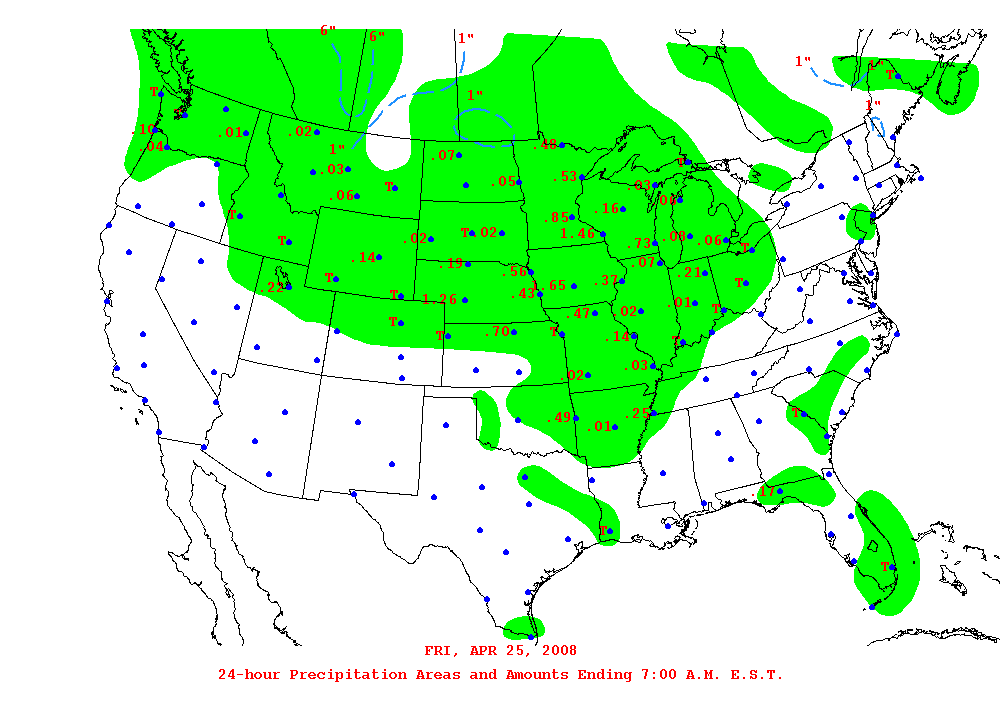 6" 6" 1"
1" 1"
T 1"
T 1"
.10 .01 .02 .48
.04 1"
.07 T
.03 .53 .03
T .05
.06 .06
T .85 .16
.02 T .02 1.46 .08 .06
T .73 T
.14 .19 .07
T .56 .21
.22 T 1.65 .37 T
T 1.26 .43 .01
.47 .02 T
T T .70 T .14 T
.02 .03
.49 .25 T
.01
.17
T
T
FRI, APR 25, 2008
24-hour Precipitation Areas and Amounts Ending 7:00 A.M. E.S.T.